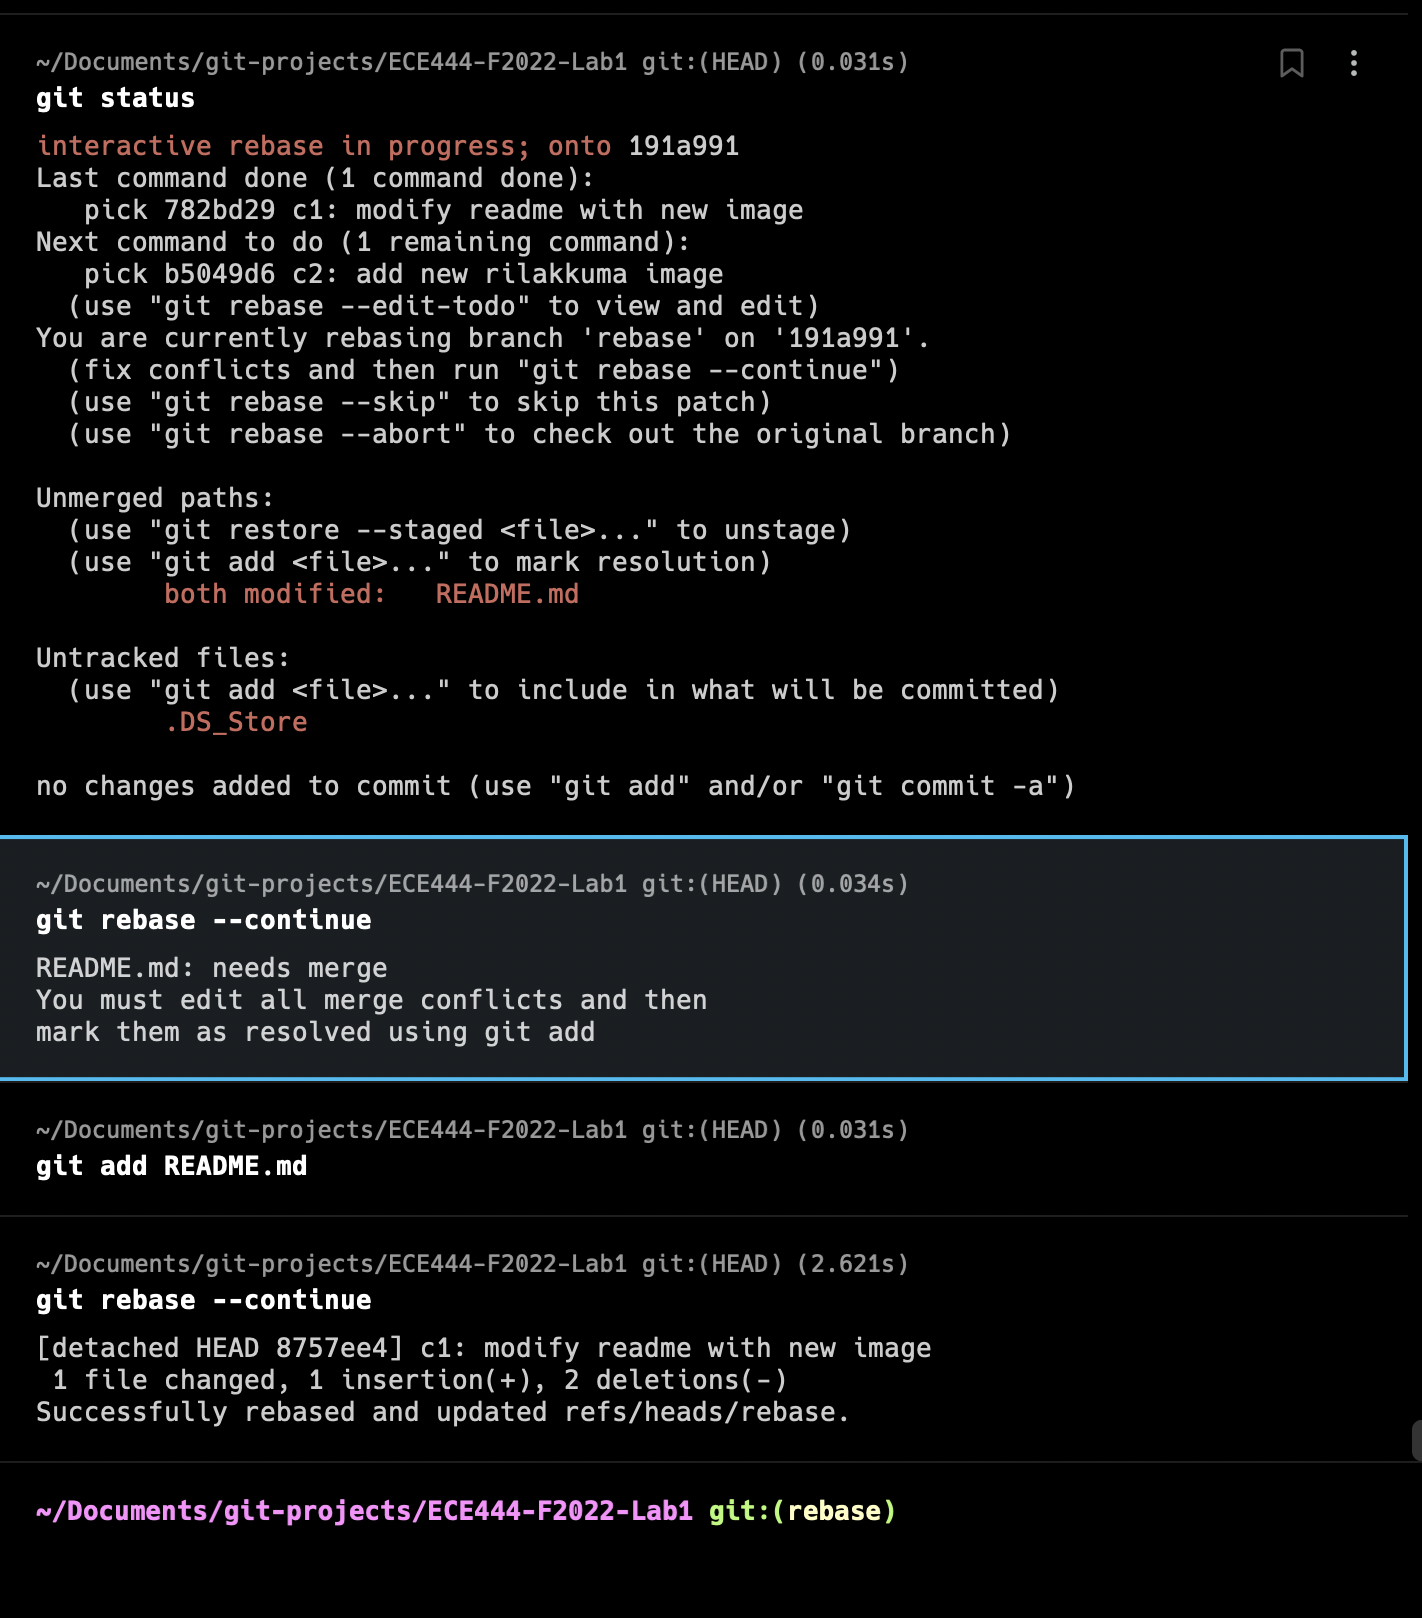 ~/Documents/git-projects/ECE444-F2022-Lab1 git:(HEAD) (0.031s)
git status
interactive rebase in progress; onto 191a991
Last command done (1 command done):
   pick 782bd29 c1: modify readme with new image
Next command to do (1 remaining command):
   pick b5049d6 c2: add new rilakkuma image
  (use "git rebase --edit-todo" to view and edit)
You are currently rebasing branch 'rebase' on '191a991'.
  (fix conflicts and then run "git rebase --continue")
  (use "git rebase --skip" to skip this patch)
  (use "git rebase --abort" to check out the original branch)

Unmerged paths:
  (use "git restore --staged <file>..." to unstage)
  (use "git add <file>..." to mark resolution)
        both modified:   README.md

Untracked files:
  (use "git add <file>..." to include in what will be committed)
        .DS_Store

no changes added to commit (use "git add" and/or "git commit -a")
~/Documents/git-projects/ECE444-F2022-Lab1 git:(HEAD) (0.034s)
git rebase --continue
README.md: needs merge
You must edit all merge conflicts and then
mark them as resolved using git add
~/Documents/git-projects/ECE444-F2022-Lab1 git:(HEAD) (0.031s)
git add README.md
~/Documents/git-projects/ECE444-F2022-Lab1 git:(HEAD) (2.621s)
git rebase --continue
[detached HEAD 8757ee4] c1: modify readme with new image
 1 file changed, 1 insertion(+), 2 deletions(-)
Successfully rebased and updated refs/heads/rebase.
~/Documents/git-projects/ECE444-F2022-Lab1 git:(rebase)